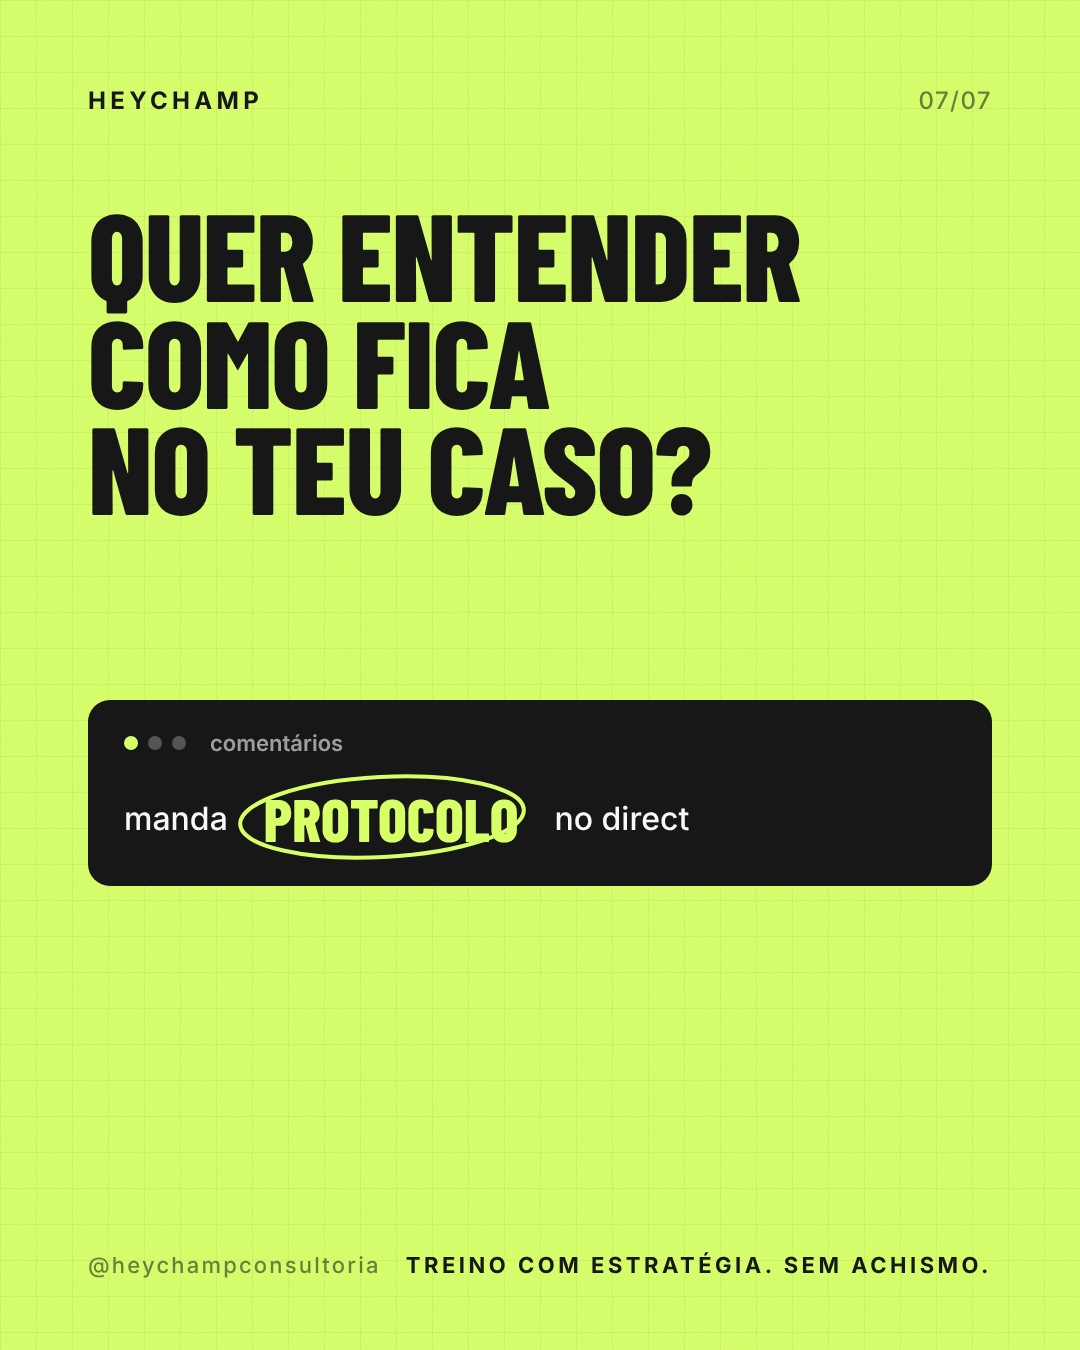 HEYCHAMP
07/07
QUER ENTENDER
COMO FICA
NO TEU CASO?
comentários
manda PROTOCOLO no direct
@heychampconsultoria
TREINO COM ESTRATÉGIA. SEM ACHISMO.